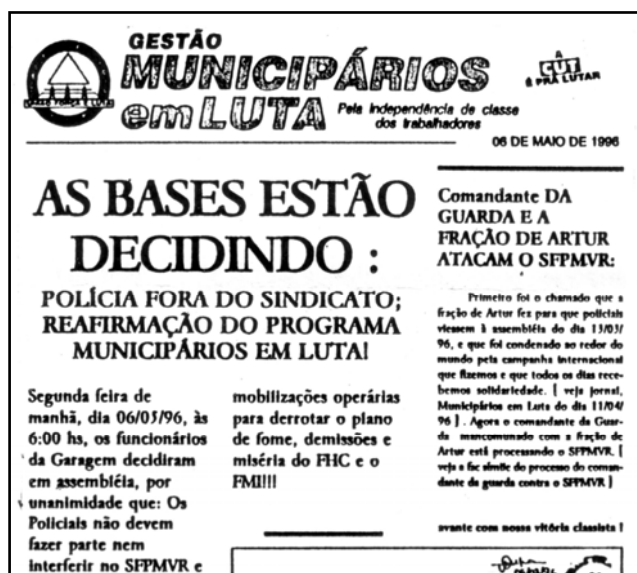 GESTÃO
MUNICIPÁRIOS
em LUTA
Pela Independência de classe
dos trabalhadores
A
CUT
É PRA LUTAR
06 DE MAIO DE 1996
AS BASES ESTÃO
DECIDINDO :
POLÍCIA FORA DO SINDICATO;
REAFIRMAÇÃO DO PROGRAMA
MUNICIPÁRIOS EM LUTA!
Segunda feira de
manhã, dia 06/05/96, às
6:00 hs, os funcionários
da Garagem decidiram
em assembléia, por
unanimidade que: Os
Policiais não devem
fazer parte nem
interferir no SFPMVR e
mobilizações operárias
para derrotar o plano
de fome, demissões e
miséria do FHC e o
FMI!!!
Comandante DA
GUARDA E A
FRAÇÃO DE ARTUR
ATACAM O SFPMVR:
Primeiro foi o chamado que a
fração de Artur fez para que policiais
viessem à assembléia do dia 13/03/
96, e que foi condenado ao redor do
mundo pela campanha internacional
que fizemos e que todos os dias rece-
bemos solidariedade. [ veja jornal,
Municipários em Luta do dia 11/04/
96 ] . Agora o comandante da Guar-
da mancomunado com a fração de
Artur está processando o SFPMVR. [
veja a fac simile do processo do coman-
dante da guarda contra o SFPMVR ]
avante com nossa vitória classista !